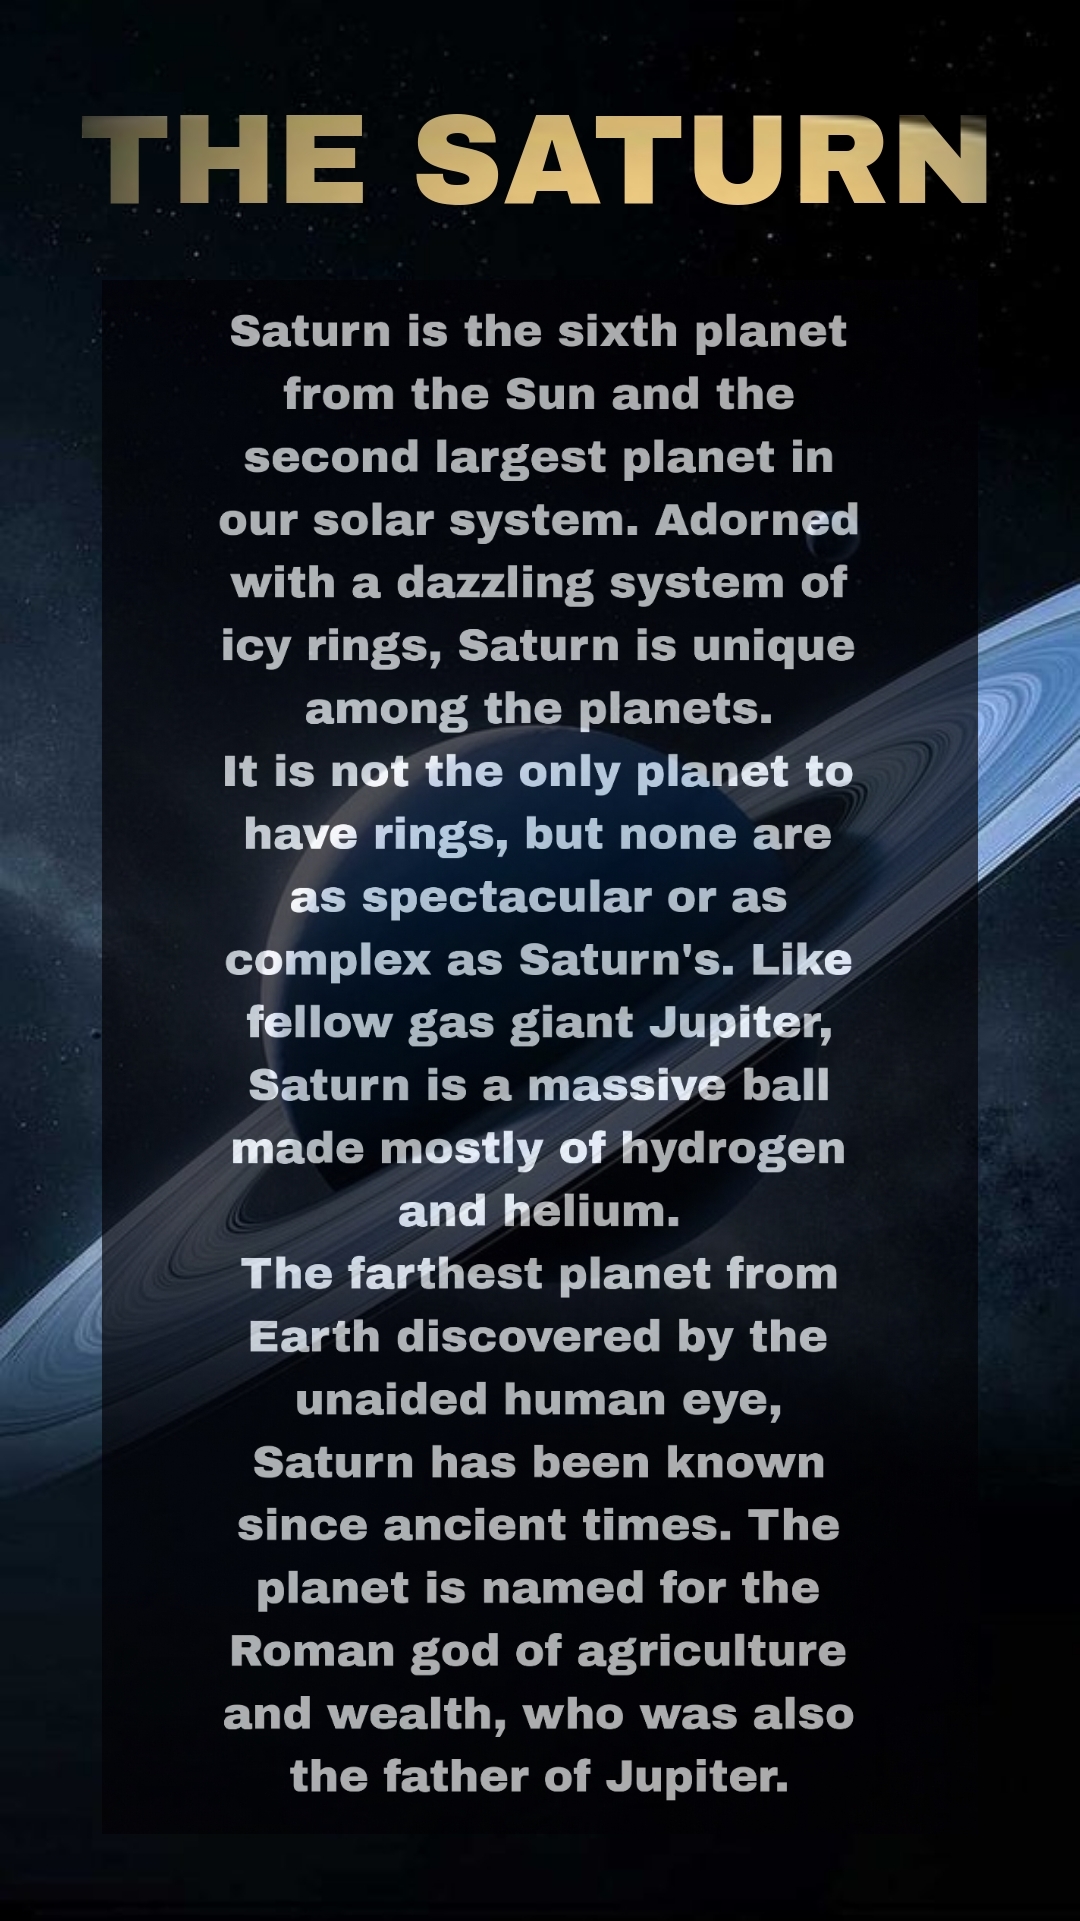 THE SATURN
Saturn is the sixth planet
from the Sun and the
second largest planet in
our solar system. Adorned
with a dazzling system of
icy rings, Saturn is unique
among the planets.
It is not the only planet to
have rings, but none are
as spectacular or as
complex as Saturn's. Like
fellow gas giant Jupiter,
Saturn is a massive ball
made mostly of hydrogen
and helium.
The farthest planet from
Earth discovered by the
unaided human eye,
Saturn has been known
since ancient times. The
planet is named for the
Roman god of agriculture
and wealth, who was also
the father of Jupiter.